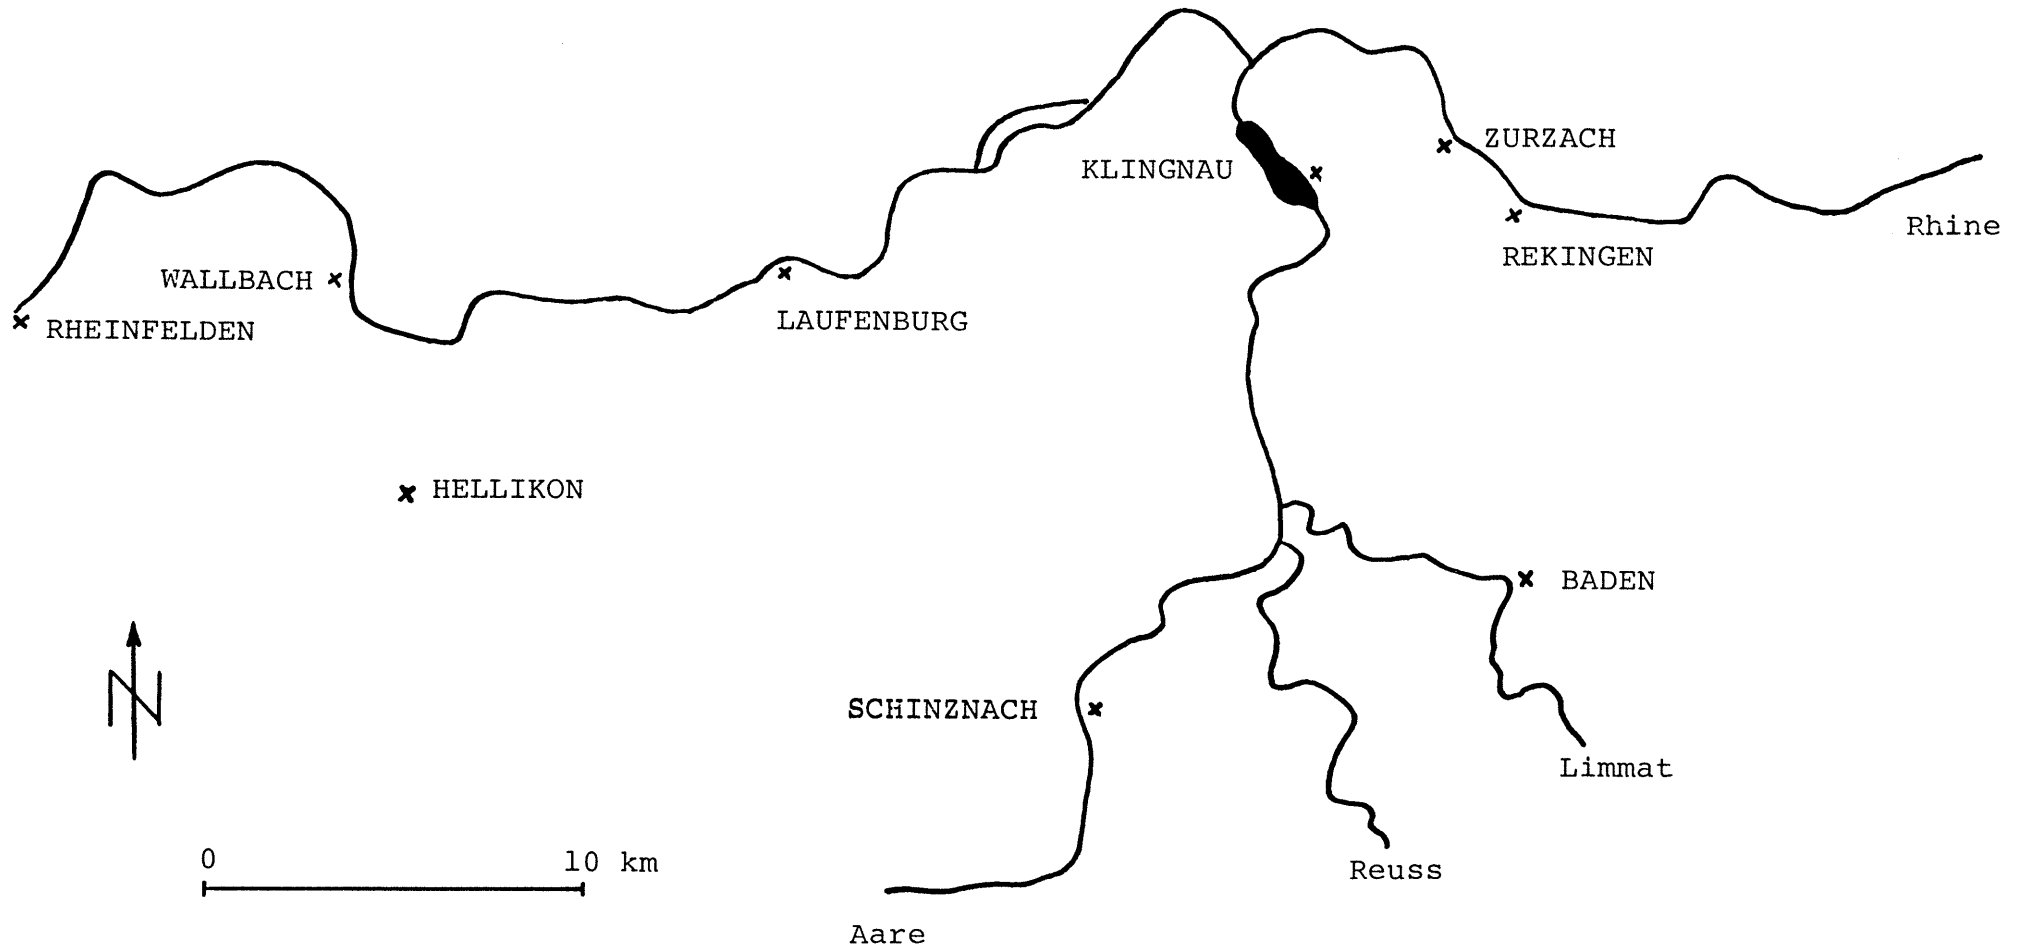 ZURZACH
KLINGNAU
Rhine
REKINGEN
WALLBACH
LAUFENBURG
RHEINFELDEN
HELLIKON
BADEN
N
SCHINZNACH
Limmat
0 10 km
Reuss
Aare